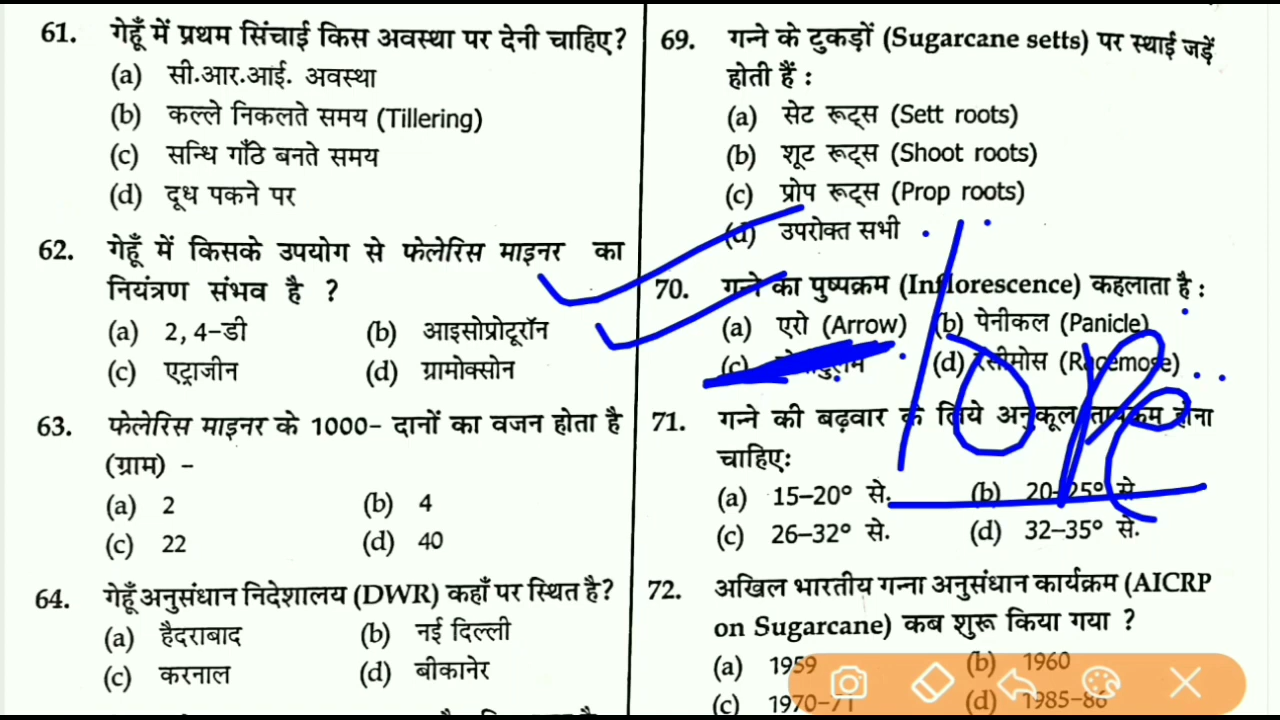 61. गेहूँ में प्रथम सिंचाई किस अवस्था पर देनी चाहिए?
(a) सी.आर.आई. अवस्था
(b) कल्ले निकलते समय (Tillering)
(c) सन्धि गाँठि बनते समय
(d) दूध पकने पर
62. गेहूँ में किसके उपयोग से फेलेरिस माइनर का
नियंत्रण संभव है ?
(a) 2, 4-डी (b) आइसोप्रोटूरॉन
(c) एट्राजीन (d) ग्रामोक्सोन
63. फेलेरिस माइनर के 1000- दानों का वजन होता है
(ग्राम) -
(a) 2 (b) 4
(c) 22 (d) 40
64. गेहूँ अनुसंधान निदेशालय (DWR) कहाँ पर स्थित है?
(a) हैदराबाद (b) नई दिल्ली
(c) करनाल (d) बीकानेर
69. गन्ने के टुकड़ों (Sugarcane setts) पर स्थाई जड़ें
होती हैं :
(a) सेट रूट्स (Sett roots)
(b) शूट रूट्स (Shoot roots)
(c) प्रोप रूट्स (Prop roots)
(d) उपरोक्त सभी
70. गन्ने का पुष्पक्रम (Inflorescence) कहलाता है :
(a) एरो (Arrow) (b) पेनीकल (Panicle)
(c) (d) रेसीमोस (Racemose)
71. गन्ने की बढ़वार के लिये अनुकूल तापक्रम होना
चाहिएः
(a) 15–20° से. (b) 20–25° से.
(c) 26–32° से. (d) 32–35° से.
72. अखिल भारतीय गन्ना अनुसंधान कार्यक्रम (AICRP
on Sugarcane) कब शुरू किया गया ?
(a) 1959 (b) 1960
(c) 1970–71 (d) 1985–86